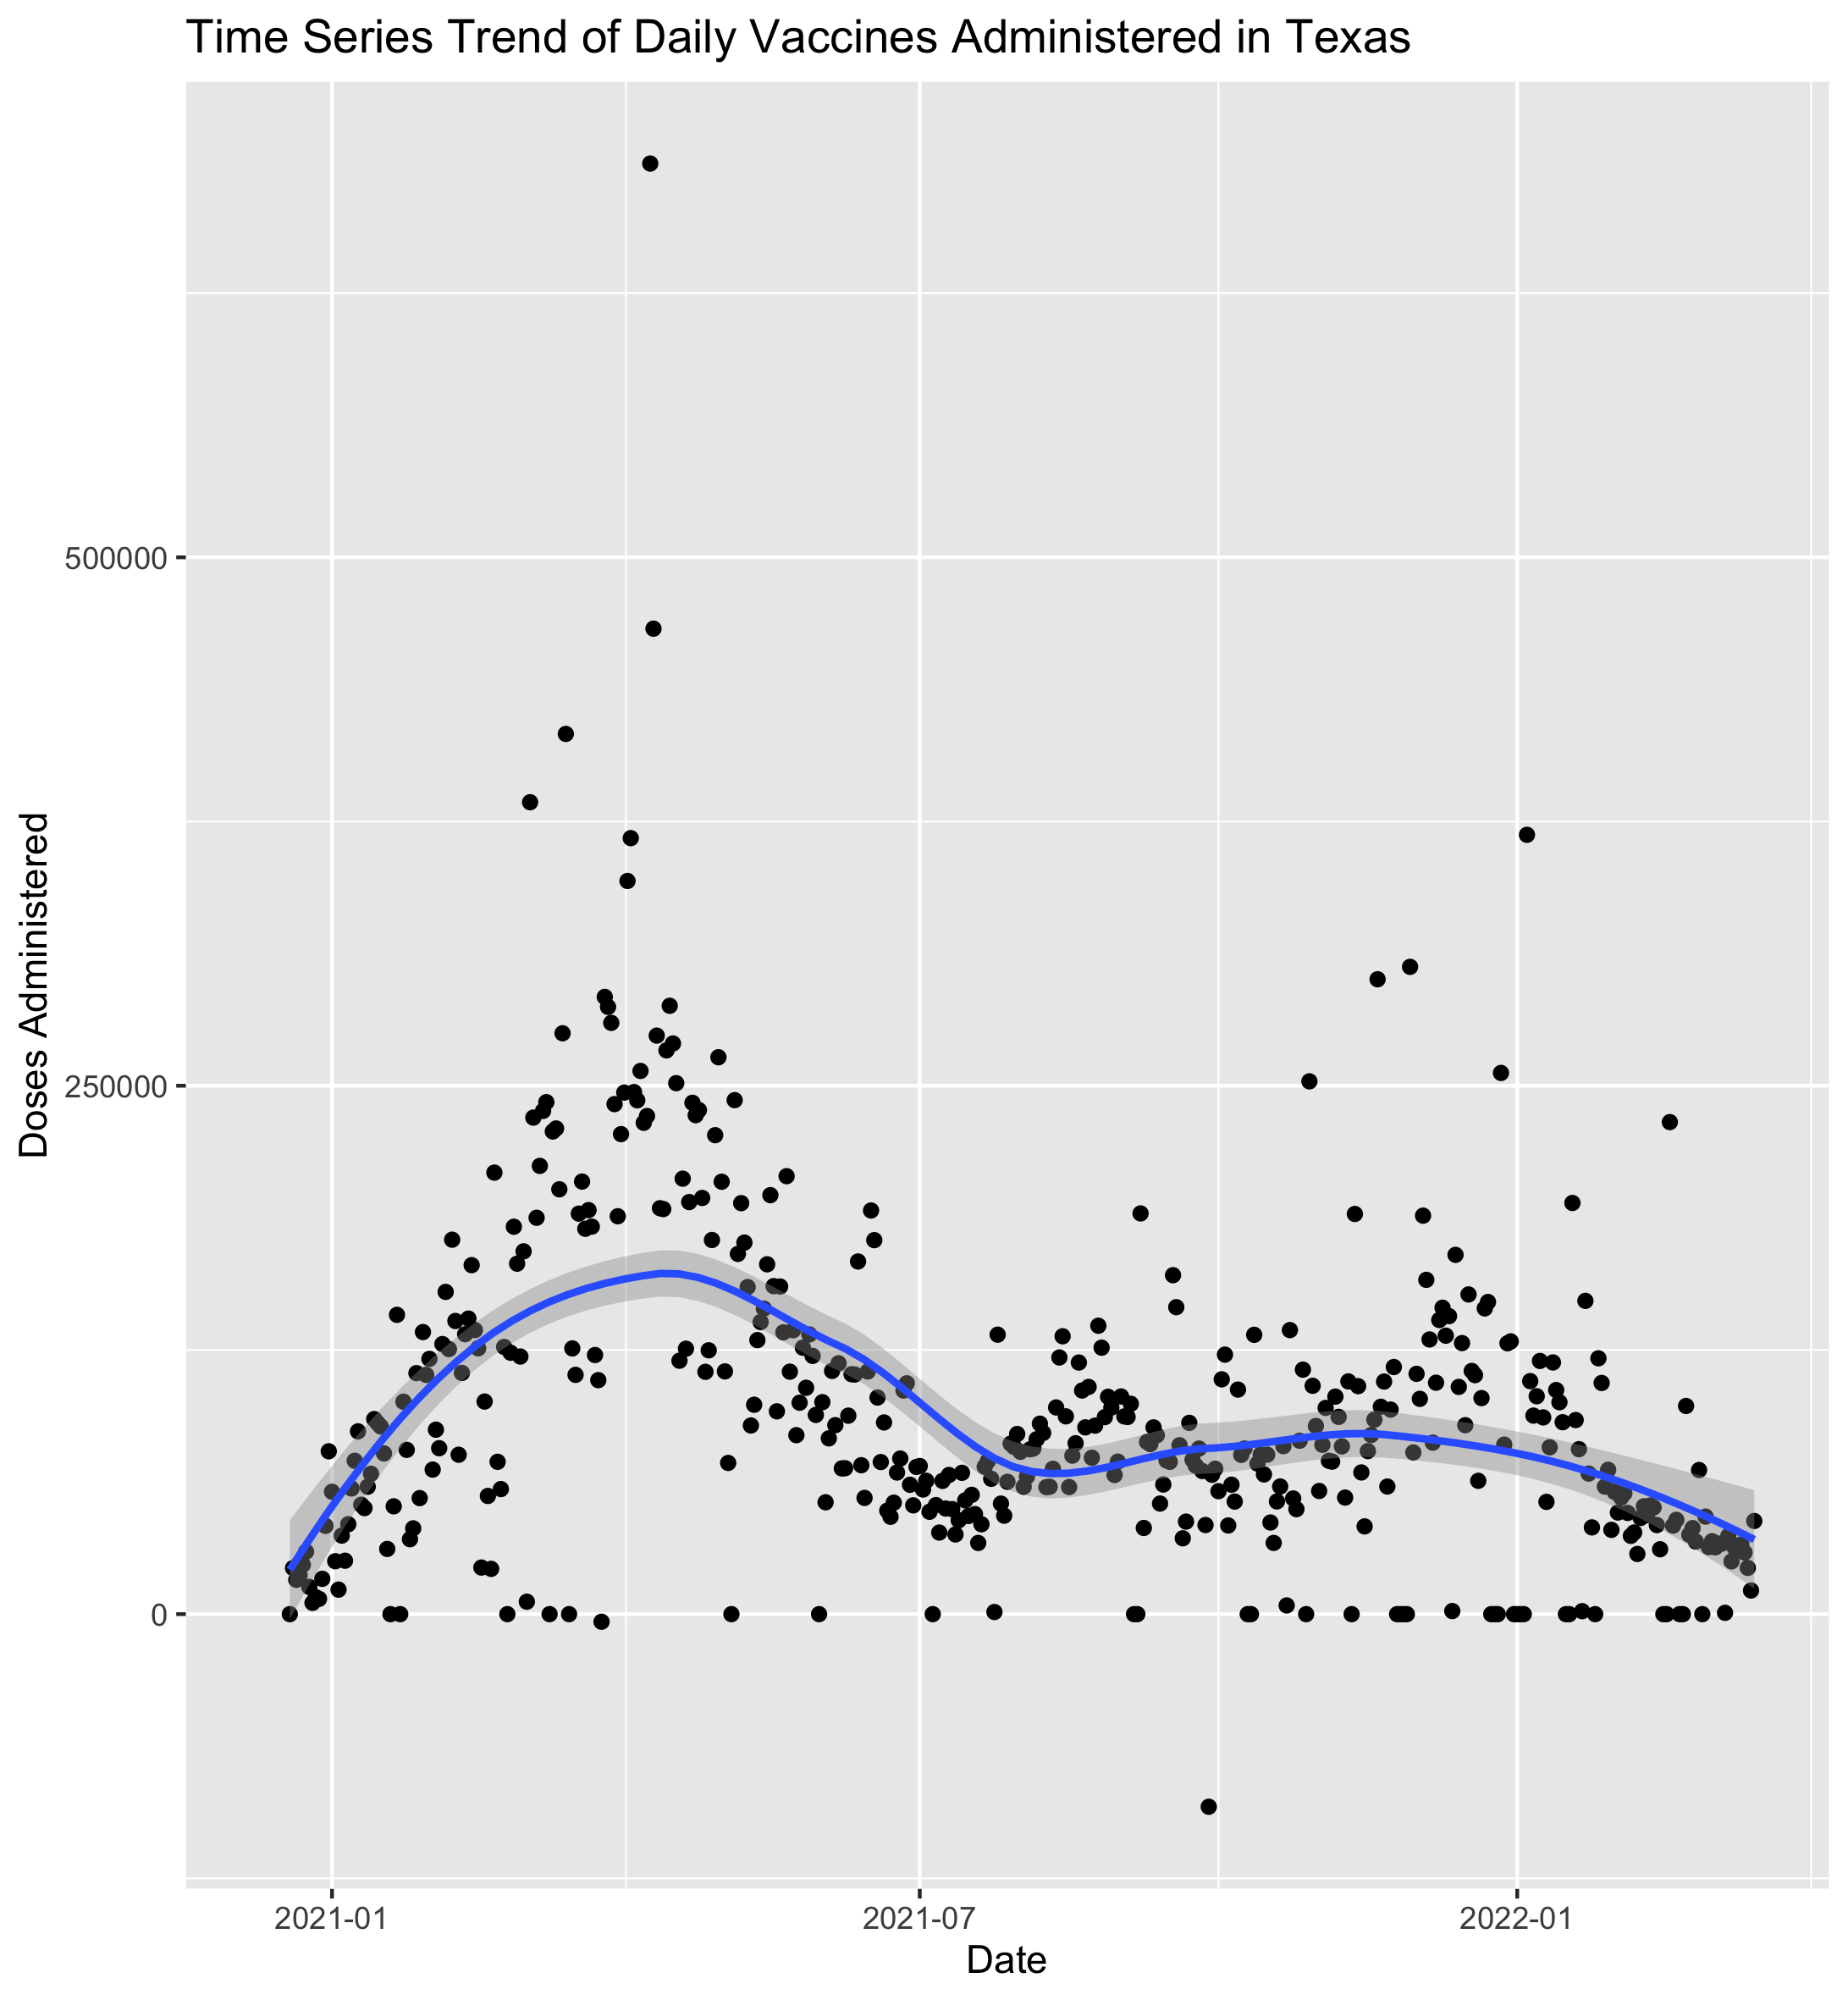 Time Series Trend of Daily Vaccines Administered in Texas
Doses Administered
500000
250000
0
2021-01
2021-07
2022-01
Date